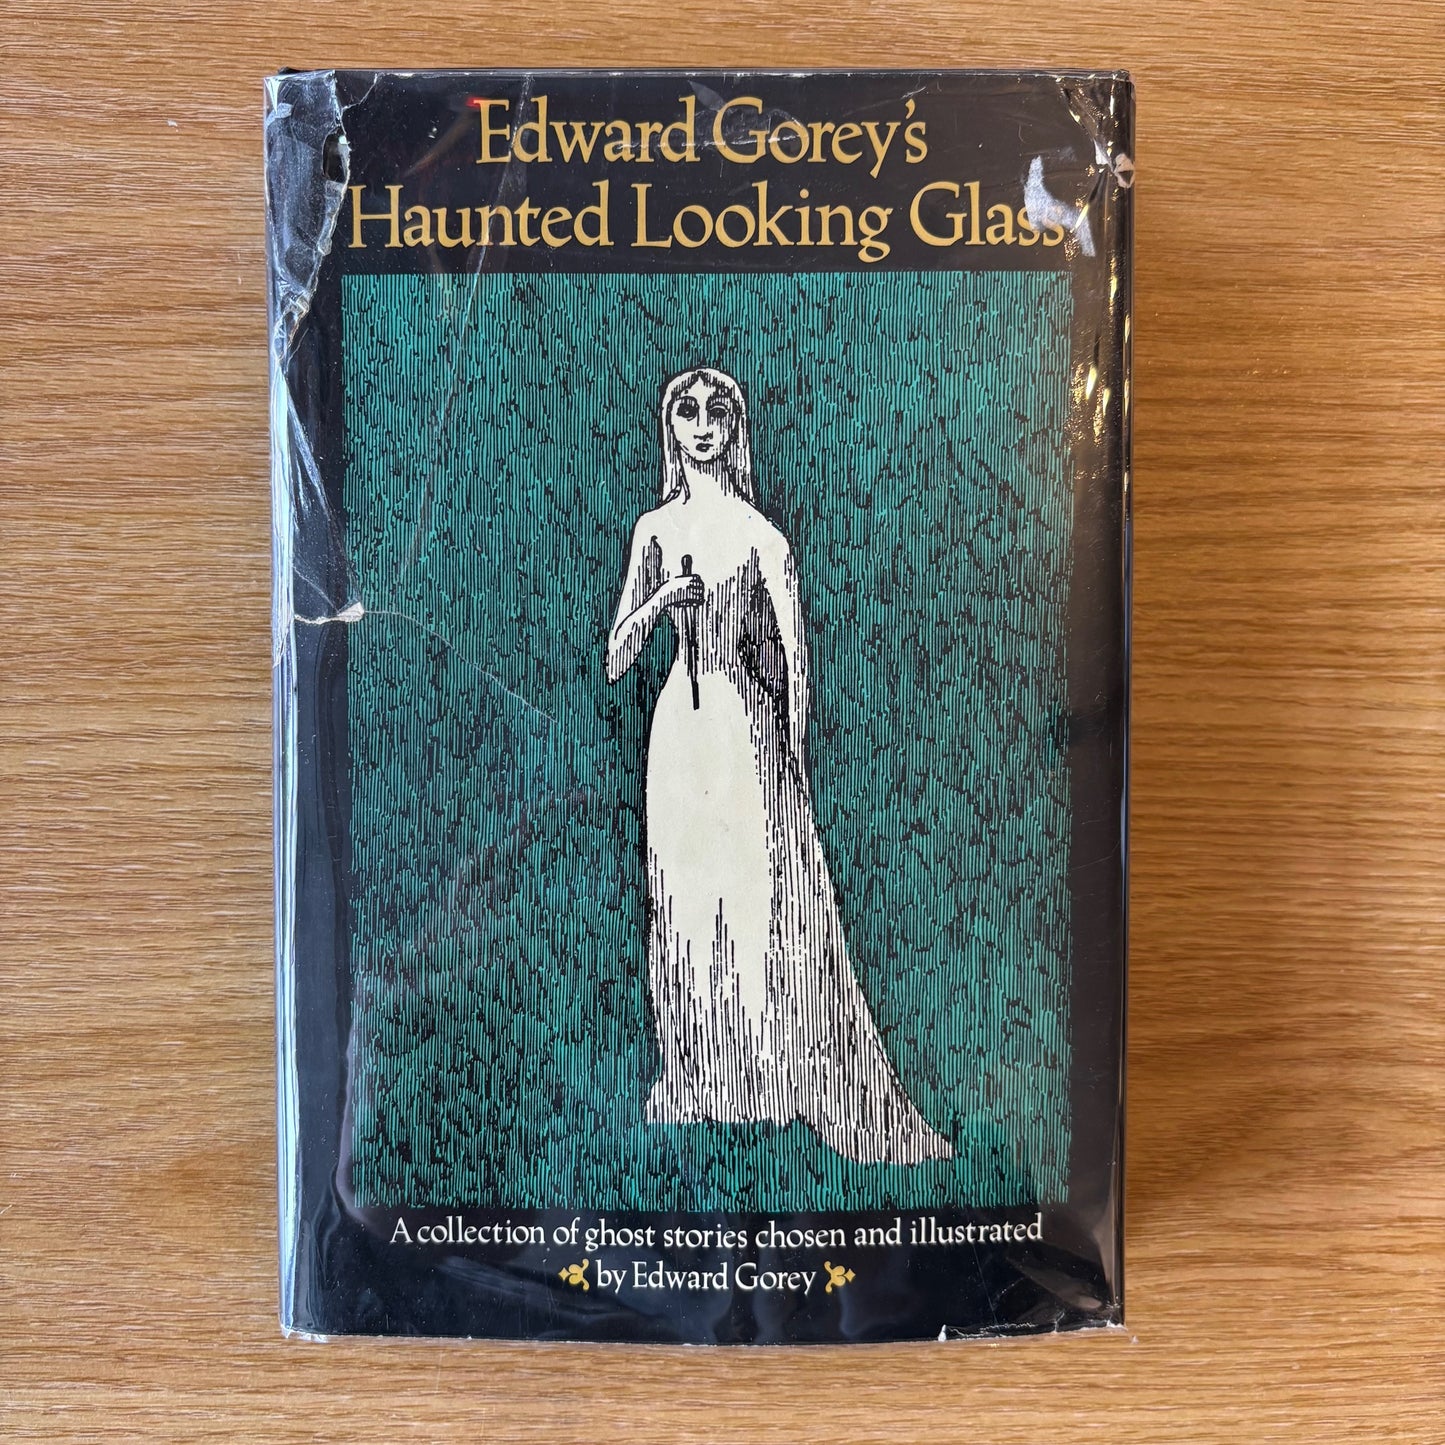 Edward Gorey's
Haunted Looking Glass
A collection of ghost stories chosen and illustrated
by Edward Gorey